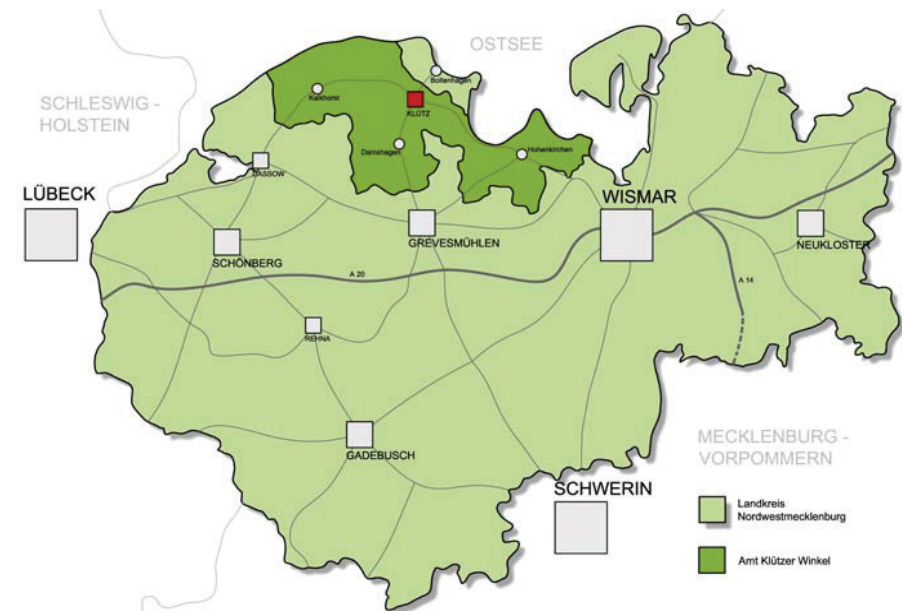 OSTSEE
SCHLESWIG -
HOLSTEIN
Boltenhagen
Kalkhorst
KLÜTZ
Damshagen
Hohenkirchen
DASSOW
LÜBECK
WISMAR
GREVESMÜHLEN
NEUKLOSTER
SCHÖNBERG
A 20
A 14
REHNA
GADEBUSCH
MECKLENBURG -
VORPOMMERN
SCHWERIN
Landkreis
Nordwestmecklenburg
Amt Klützer Winkel